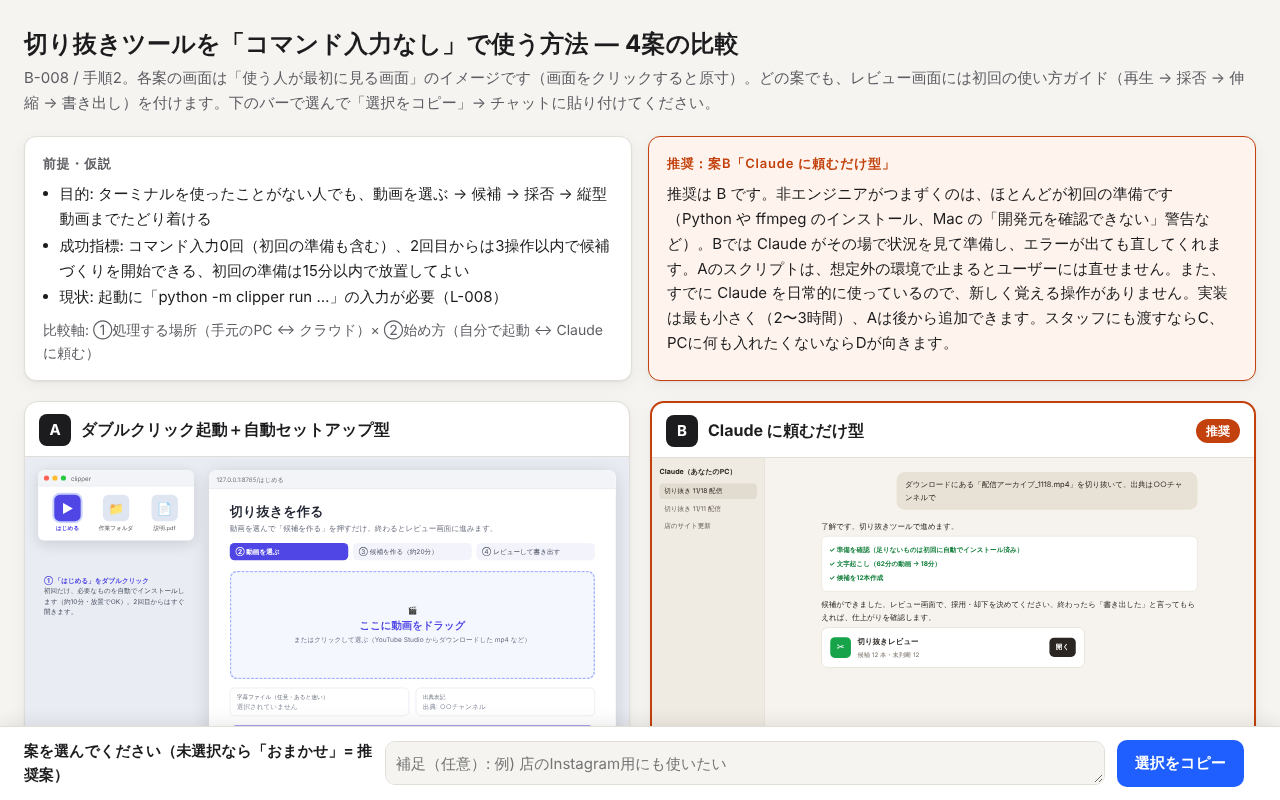 切り抜きツールを「コマンド入力なし」で使う方法 — 4案の比較
B-008 / 手順2。各案の画面は「使う人が最初に見る画面」のイメージです（画面をクリックすると原寸）。どの案でも、レビュー画面には初回の使い方ガイド（再生 → 採否 → 伸
縮 → 書き出し）を付けます。下のバーで選んで「選択をコピー」→ チャットに貼り付けてください。
前提・仮説
• 目的: ターミナルを使ったことがない人でも、動画を選ぶ → 候補 → 採否 → 縦型
動画までたどり着ける
• 成功指標: コマンド入力0回（初回の準備も含む）、2回目からは3操作以内で候補
づくりを開始できる、初回の準備は15分以内で放置してよい
• 現状: 起動に「python -m clipper run ...」の入力が必要（L-008）
比較軸: ①処理する場所（手元のPC ↔ クラウド）× ②始め方（自分で起動 ↔ Claude
に頼む）
推奨：案B「Claude に頼むだけ型」
推奨は B です。非エンジニアがつまずくのは、ほとんどが初回の準備です
（Python や ffmpeg のインストール、Mac の「開発元を確認できない」警告な
ど）。Bでは Claude がその場で状況を見て準備し、エラーが出ても直してくれま
す。Aのスクリプトは、想定外の環境で止まるとユーザーには直せません。また、
すでに Claude を日常的に使っているので、新しく覚える操作がありません。実装
は最も小さく（2〜3時間）、Aは後から追加できます。スタッフにも渡すならC、
PCに何も入れたくないならDが向きます。
A ダブルクリック起動＋自動セットアップ型
clipper
はじめる 作業フォルダ 説明.pdf
①「はじめる」をダブルクリック
初回だけ、必要なものを自動でインストールし
ます（約10分・放置でOK）。2回目からはすぐ
開きます。
127.0.0.1:8785/はじめる
切り抜きを作る
動画を選んで「候補を作る」を押すだけ。終わるとレビュー画面に進みます。
② 動画を選ぶ ③ 候補を作る（約20分） ④ レビューして書き出す
ここに動画をドラッグ
またはクリックして選ぶ（YouTube Studio からダウンロードした mp4 など）
字幕ファイル（任意・あると速い）
選択されていません
出典表記
出典: 〇〇チャンネル
B Claude に頼むだけ型 推奨
Claude（あなたのPC）
切り抜き 11/18 配信
切り抜き 11/11 配信
店のサイト更新
ダウンロードにある「配信アーカイブ_1118.mp4」を切り抜いて。出典は〇〇チャ
ンネルで
了解です。切り抜きツールで進めます。
✓ 準備を確認（足りないものは初回に自動でインストール済み）
✓ 文字起こし（62分の動画 → 18分）
✓ 候補を12本作成
候補ができました。レビュー画面で、採用・却下を決めてください。終わったら「書き出した」と言ってもら
えれば、仕上がりを確認します。
切り抜きレビュー
候補 12 本・未判断 12
開く
案を選んでください（未選択なら「おまかせ」= 推
奨案）
補足（任意）: 例) 店のInstagram用にも使いたい
選択をコピー